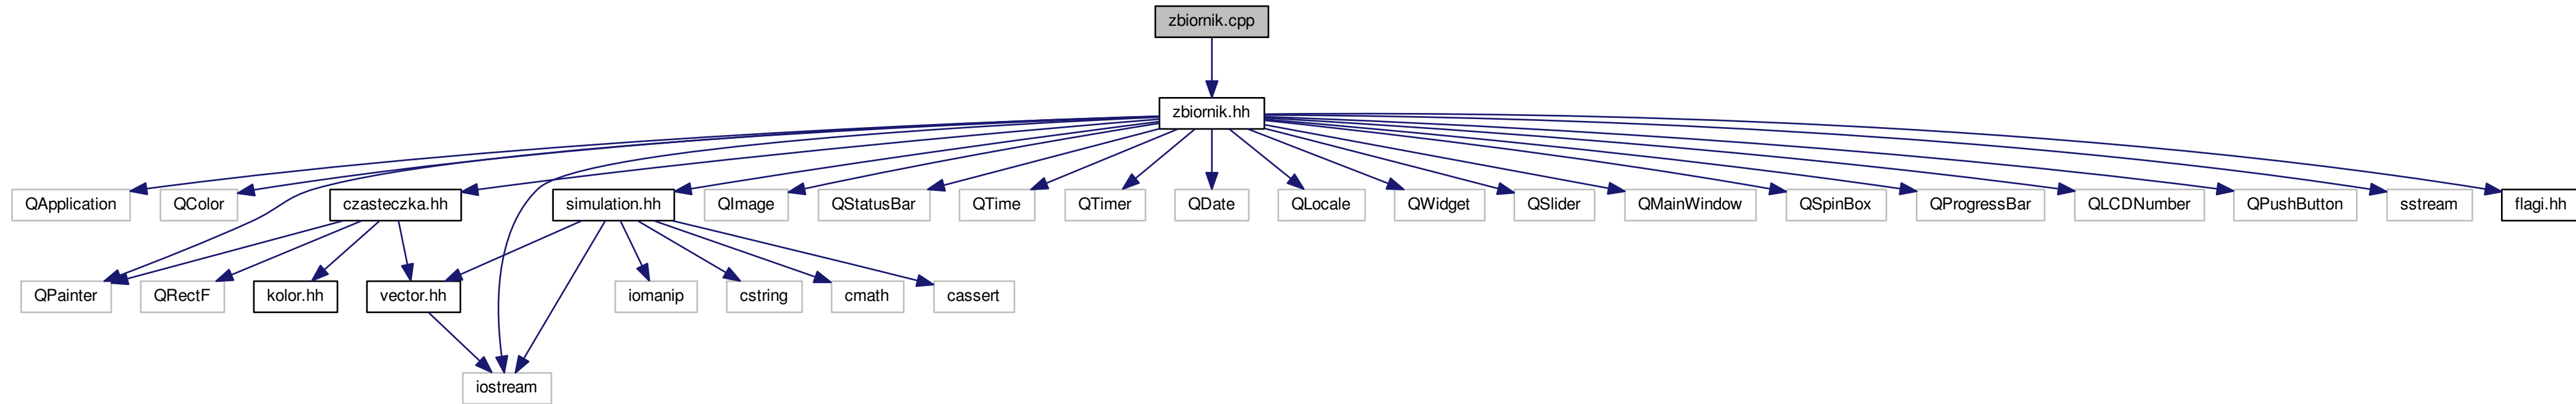 zbiornik.cpp
zbiornik.hh
QApplication
QColor
czasteczka.hh
simulation.hh
QImage
QStatusBar
QTime
QTimer
QDate
QLocale
QWidget
QSlider
QMainWindow
QSpinBox
QProgressBar
QLCDNumber
QPushButton
sstream
flagi.hh
QPainter
QRectF
kolor.hh
vector.hh
iomanip
cstring
cmath
cassert
iostream